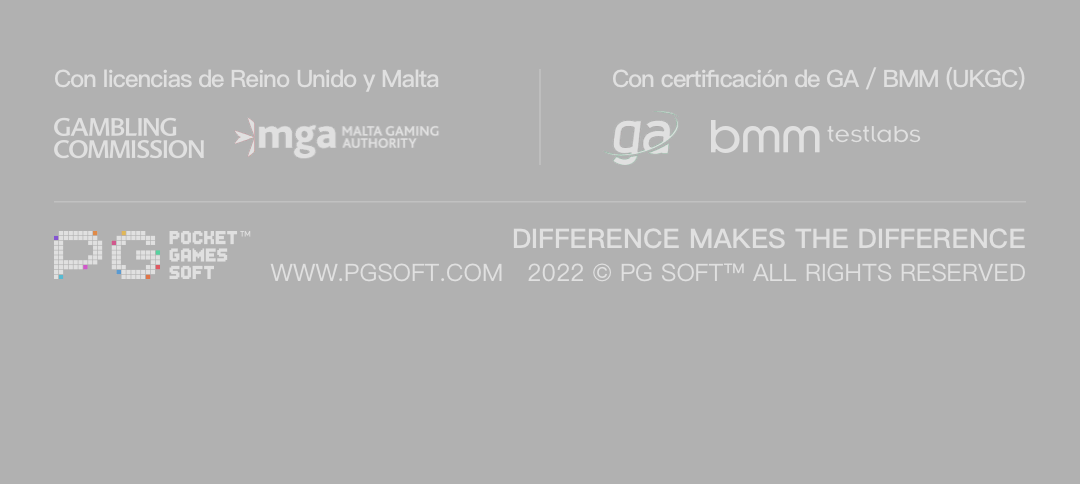 Con licencias de Reino Unido y Malta
GAMBLING
COMMISSION
mga MALTA GAMING
AUTHORITY
Con certificación de GA / BMM (UKGC)
ga bmm testlabs
PG POCKET™
GAMES
SOFT
DIFFERENCE MAKES THE DIFFERENCE
WWW.PGSOFT.COM 2022 © PG SOFT™ ALL RIGHTS RESERVED